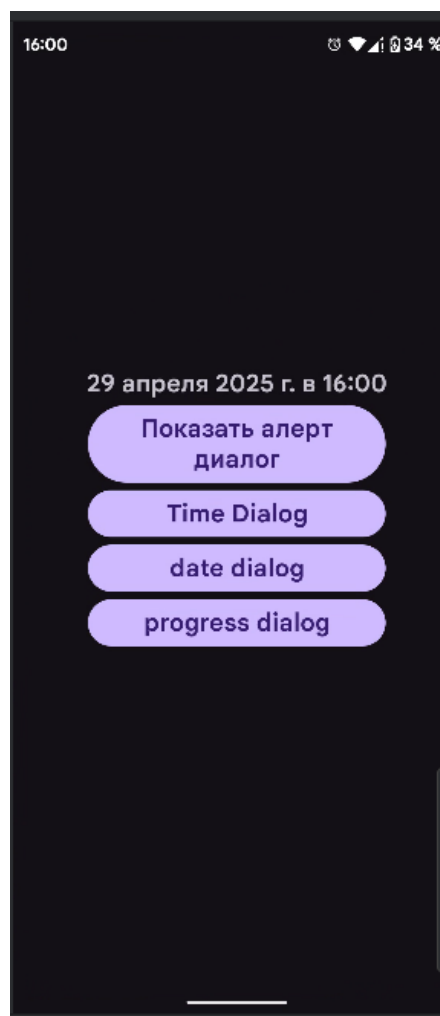 16:00
34 %
29 апреля 2025 г. в 16:00
Показать алерт
диалог
Time Dialog
date dialog
progress dialog